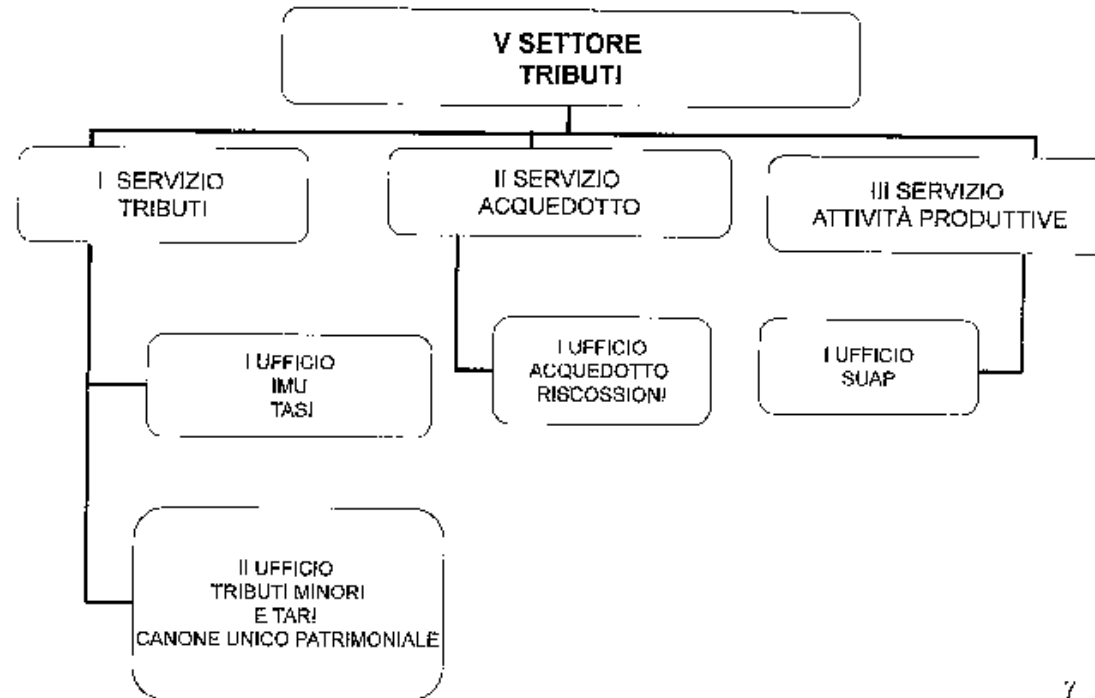 V SETTORE
TRIBUTI
I SERVIZIO
TRIBUTI
II SERVIZIO
ACQUEDOTTO
III SERVIZIO
ATTIVITÀ PRODUTTIVE
I UFFICIO
IMU
TASI
I UFFICIO
ACQUEDOTTO
RISCOSSIONI
I UFFICIO
SUAP
II UFFICIO
TRIBUTI MINORI
E TARI
CANONE UNICO PATRIMONIALE
7